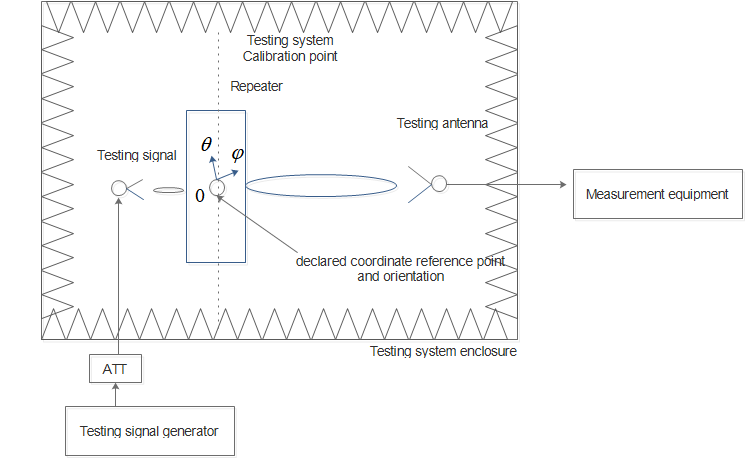 Testing system
Calibration point
Repeater
Testing antenna
Testing signal
θ
φ
0
Measurement equipment
declared coordinate reference point
and orientation
Testing system enclosure
ATT
Testing signal generator